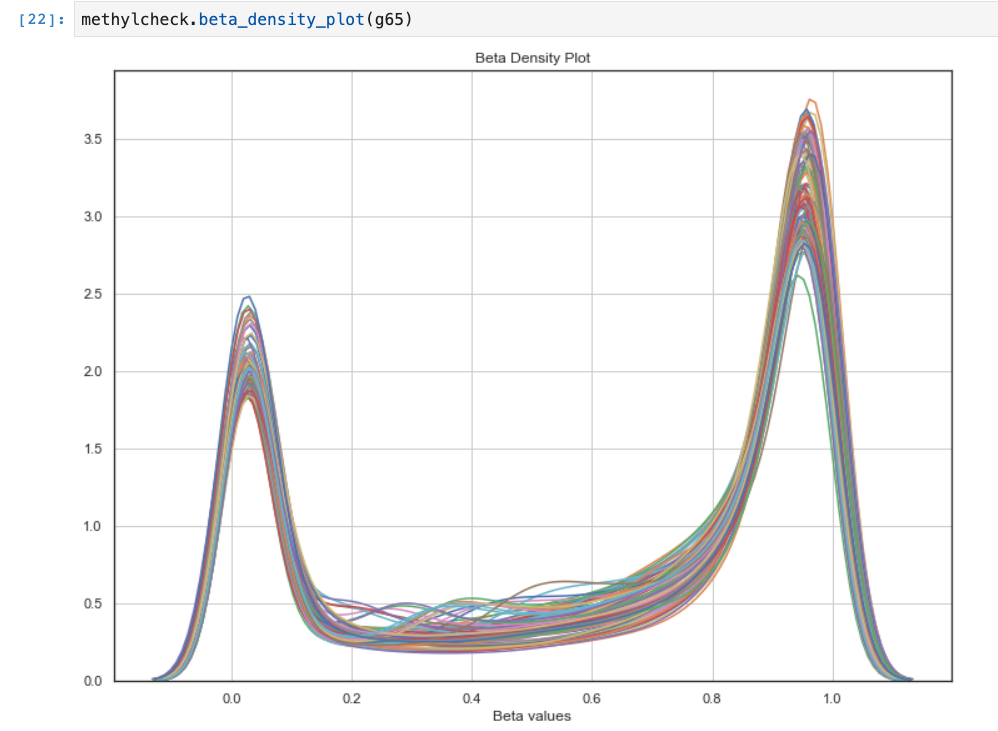 [22]: methylcheck.beta_density_plot(g65)
Beta Density Plot
3.5
3.0
2.5
2.0
1.5
1.0
0.5
0.0
0.0 0.2 0.4 0.6 0.8 1.0
Beta values